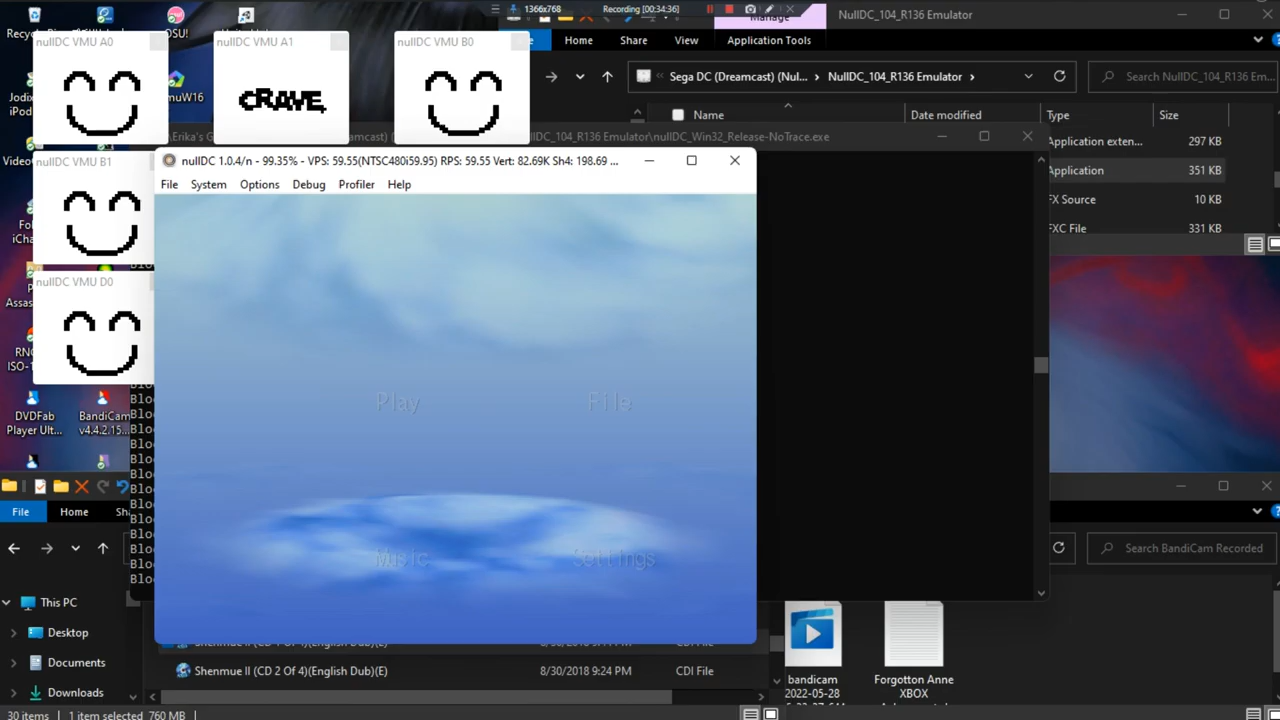 1366x768
Recording [00:34:36]
Manage
NullDC_104_R136 Emulator
OSU!
nullDC VMU A0
nullDC VMU A1
nullDC VMU B0
Home
Share
View
Application Tools
cRAVE
Sega DC (Dreamcast) (Nul...
NullDC_104_R136 Emulator
Search NullDC_104_R136 Em...
Name
Date modified
Type
Size
nullDC_Win32_Release-NoTrace.exe
Application exten...
297 KB
nullDC VMU B1
nullDC 1.0.4/n - 99.35% - VPS: 59.55(NTSC480i59.95) RPS: 59.55 Vert: 82.69K Sh4: 198.69 ...
Application
351 KB
File
System
Options
Debug
Profiler
Help
FX Source
10 KB
FXC File
331 KB
nullDC VMU D0
Play
File
Music
Settings
DVDFab
Player Ult...
BandiCam
v4.4.2.15...
File
Home
Search BandiCam Recorded
This PC
Desktop
Documents
Downloads
Shenmue II (CD 2 Of 4)(English Dub)(E)
8/30/2018 9:24 PM
CDI File
bandicam
2022-05-28
Forgotton Anne
XBOX
30 items
1 item selected 760 MB